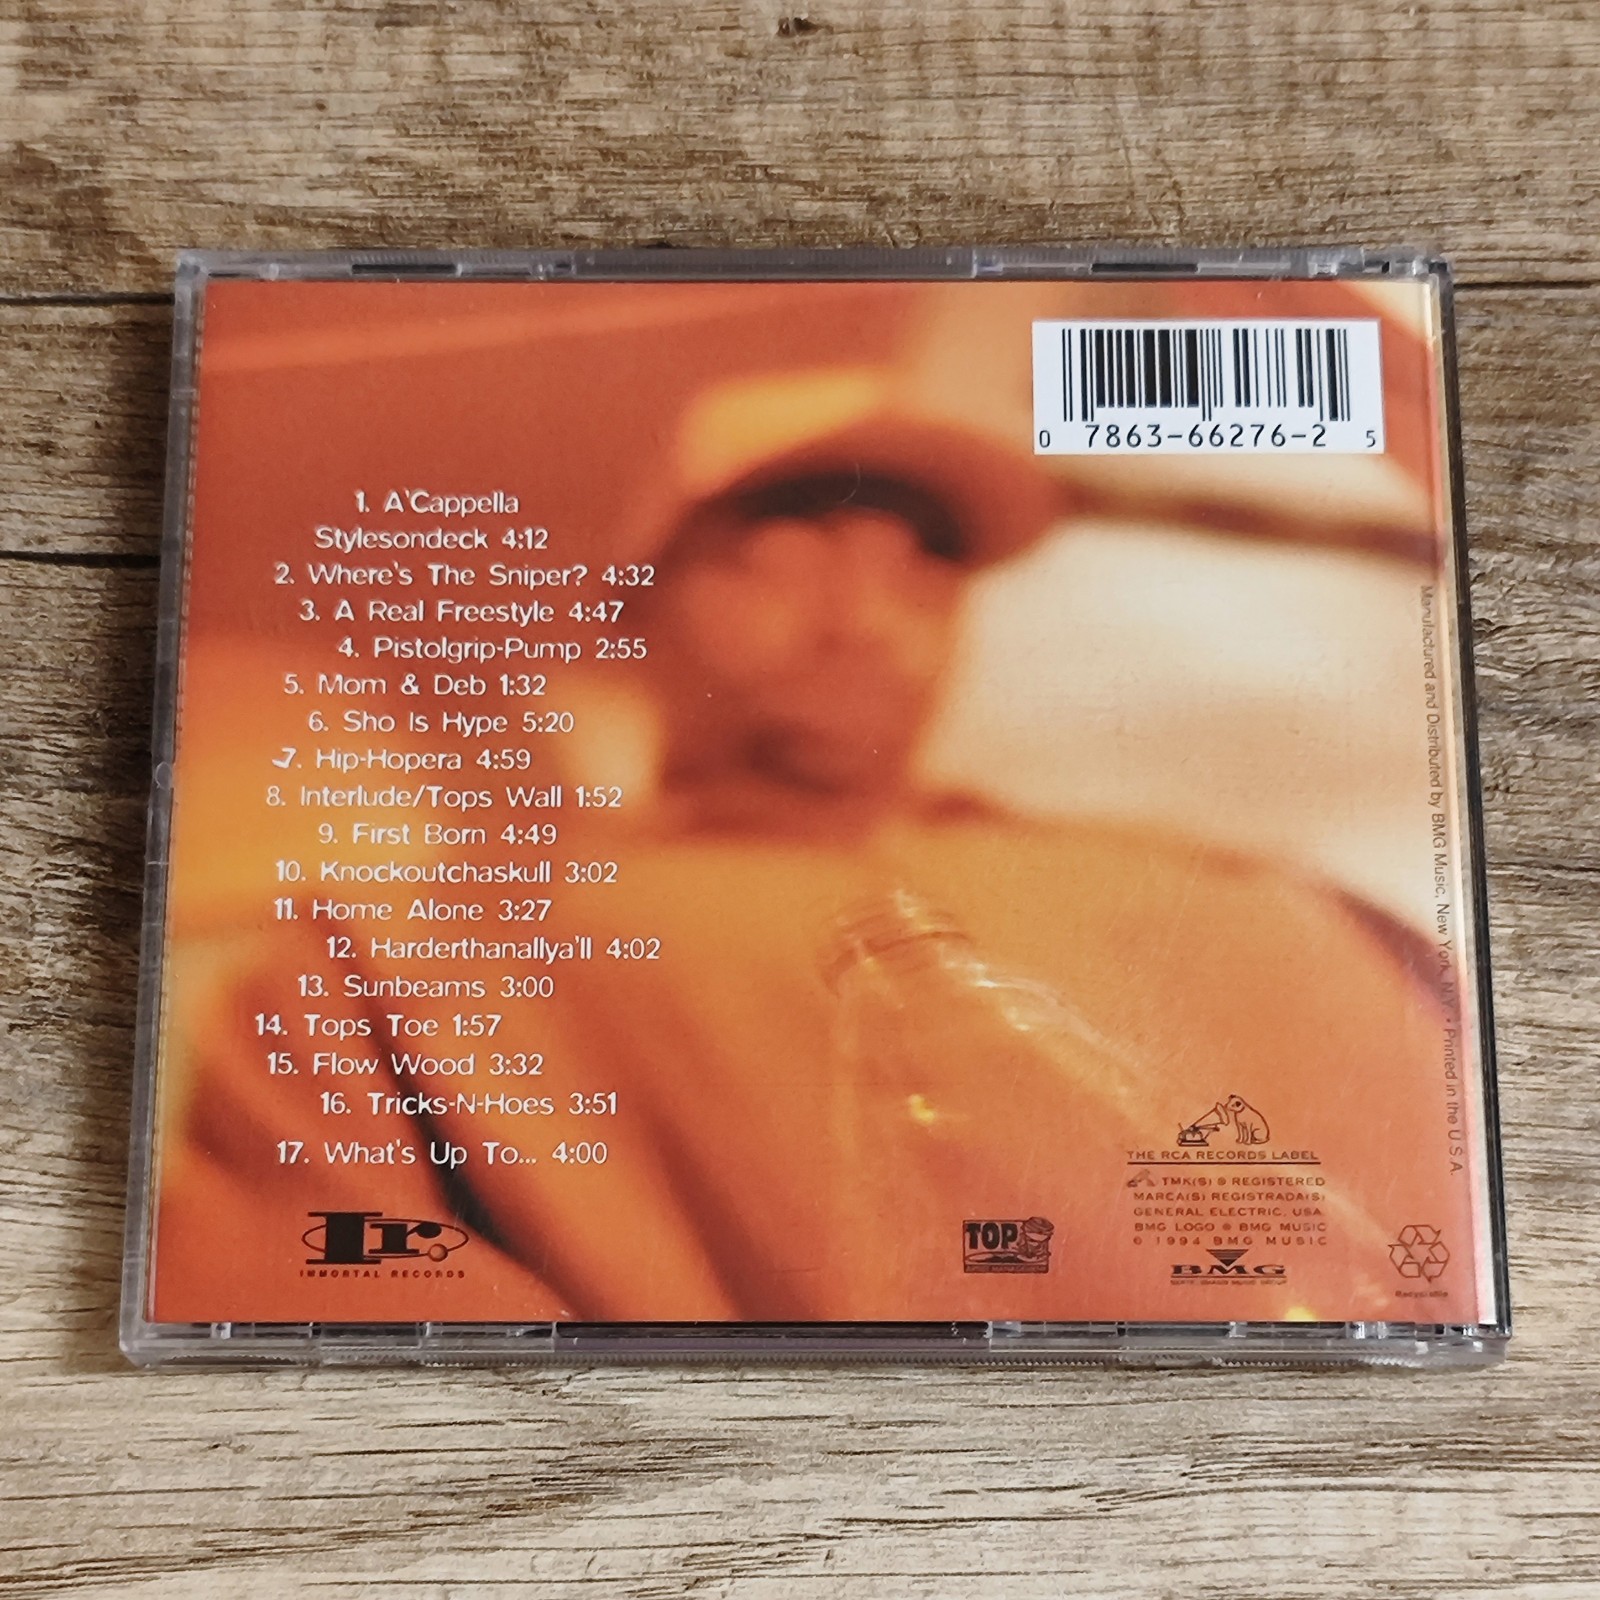 0 7863-66276-2 5
1. A'Cappella
Stylesondeck 4:12
2. Where's The Sniper? 4:32
3. A Real Freestyle 4:47
4. Pistolgrip-Pump 2:55
5. Mom & Deb 1:32
6. Sho Is Hype 5:20
7. Hip-Hopera 4:59
8. Interlude/Tops Wall 1:52
9. First Born 4:49
10. Knockoutchaskull 3:02
11. Home Alone 3:27
12. Harderthanallya'll 4:02
13. Sunbeams 3:00
14. Tops Toe 1:57
15. Flow Wood 3:32
16. Tricks-N-Hoes 3:51
17. What's Up To... 4:00
Ir.
IMMORTAL RECORDS
TOP
THE RCA RECORDS LABEL
TMK(S) ® REGISTERED
MARCA(S) REGISTRADA(S)
GENERAL ELECTRIC, USA
BMG LOGO ® BMG MUSIC
© 1994 BMG MUSIC
BMG
Recyclable
Manufactured and Distributed by BMG Music, New York, N.Y. • Printed in the U.S.A.